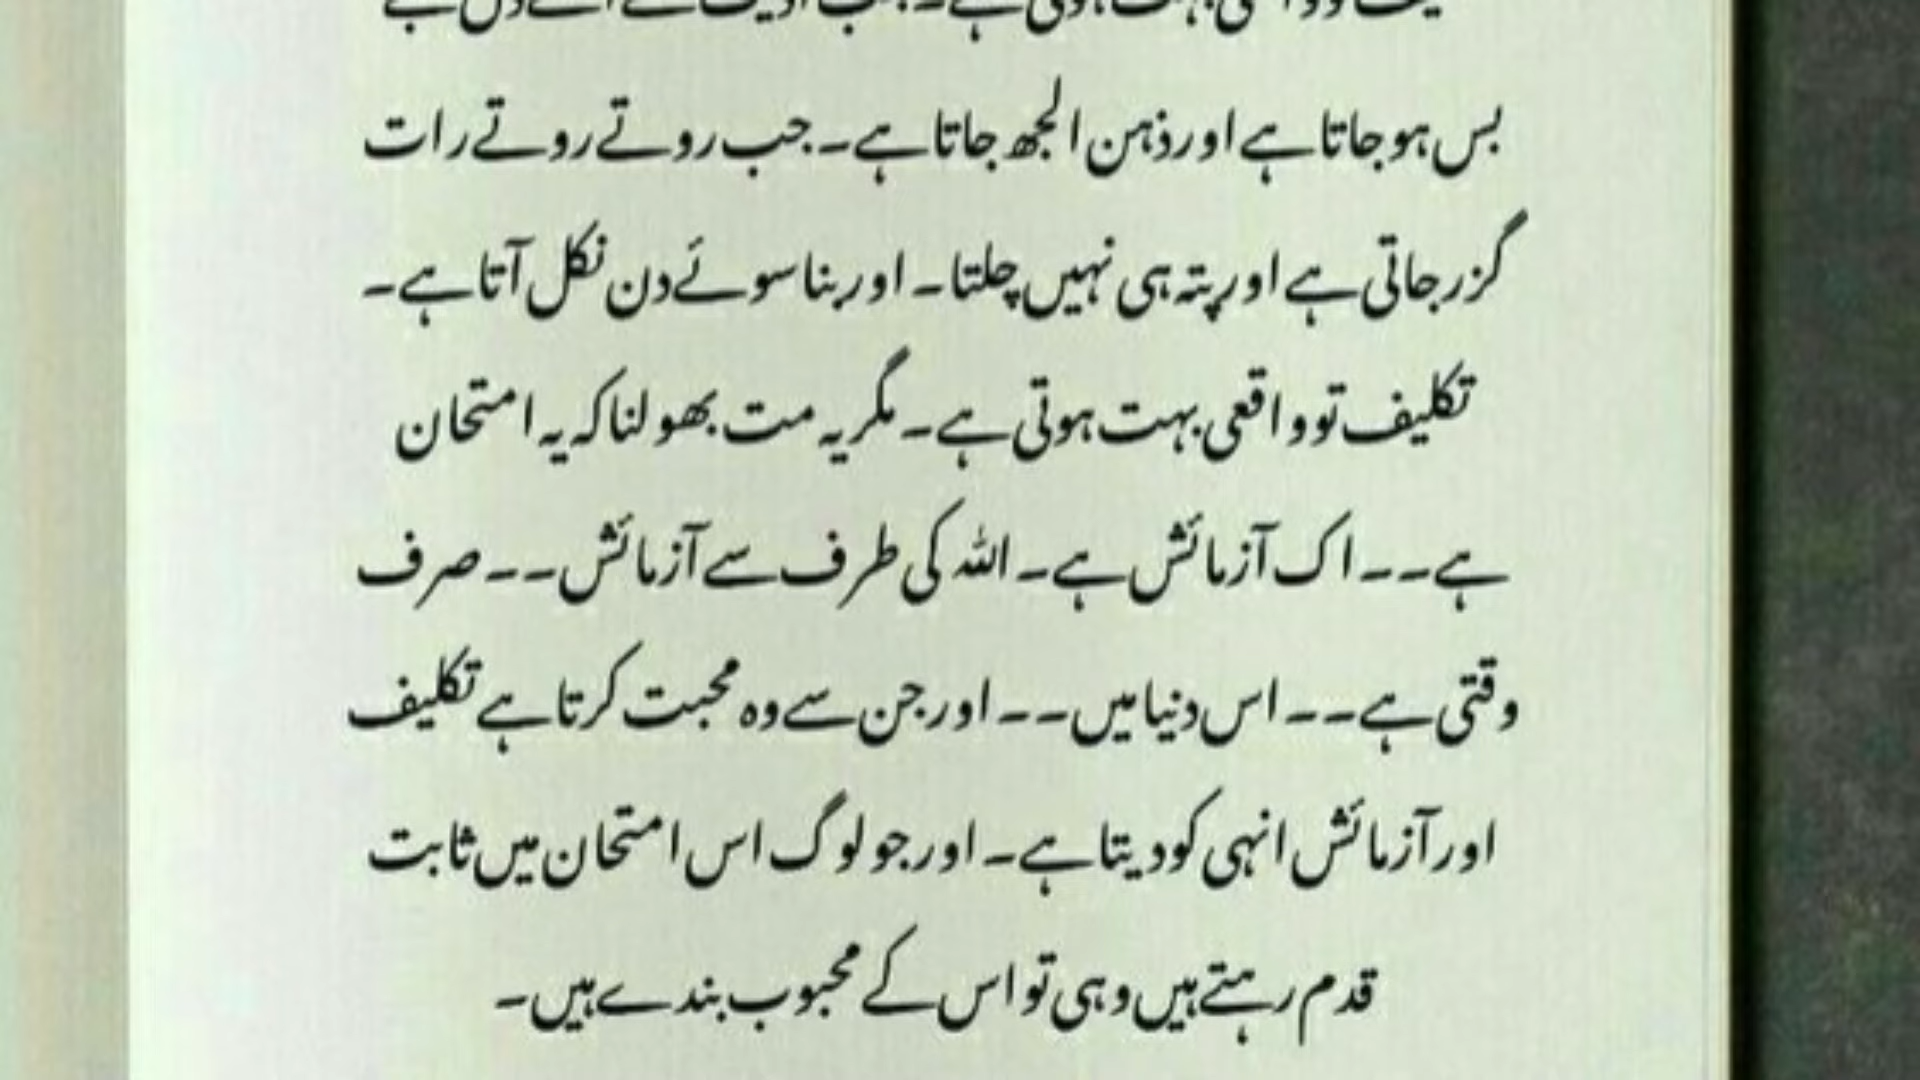 بس ہو جاتا ہے اور ذہن الجھ جاتا ہے۔ جب روتے روتے رات
گزر جاتی ہے اور پتہ ہی نہیں چلتا۔ اور بنا سوئے دن نکل آتا ہے۔
تکلیف تو واقعی بہت ہوتی ہے۔ مگر یہ مت بھولنا کہ یہ امتحان
ہے۔۔ اک آزمائش ہے۔ اللہ کی طرف سے آزمائش۔۔ صرف
وقتی ہے۔۔ اس دنیا میں۔۔ اور جن سے وہ محبت کرتا ہے تکلیف
اور آزمائش انہی کو دیتا ہے۔ اور جو لوگ اس امتحان میں ثابت
قدم رہتے ہیں وہی تو اس کے محبوب بندے ہیں۔